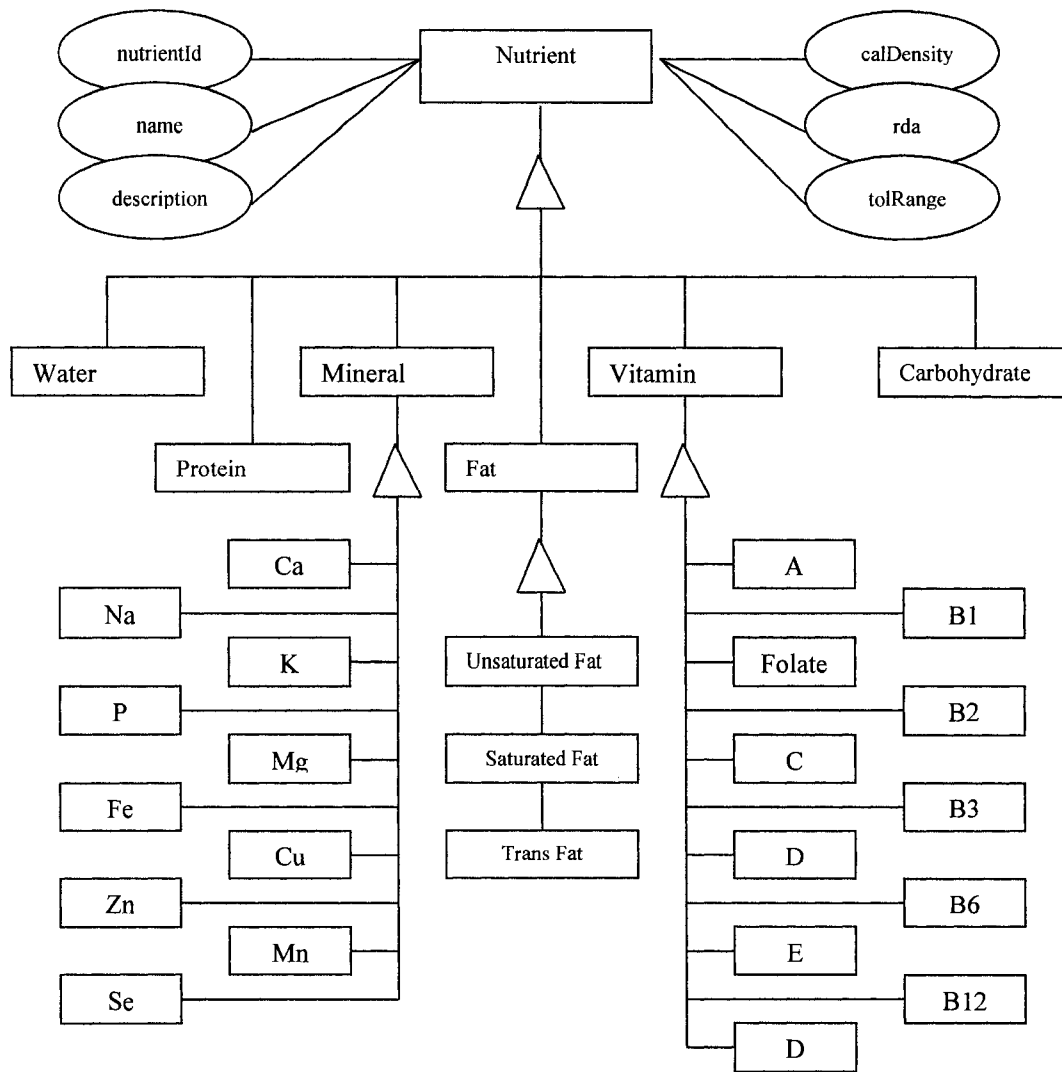 nutrientId
Nutrient
calDensity
name
rda
description
tolRange
Water
Mineral
Vitamin
Carbohydrate
Protein
Fat
Ca
A
Na
B1
K
Unsaturated Fat
Folate
P
B2
Mg
Saturated Fat
C
Fe
B3
Cu
Trans Fat
D
Zn
B6
Mn
E
Se
B12
D